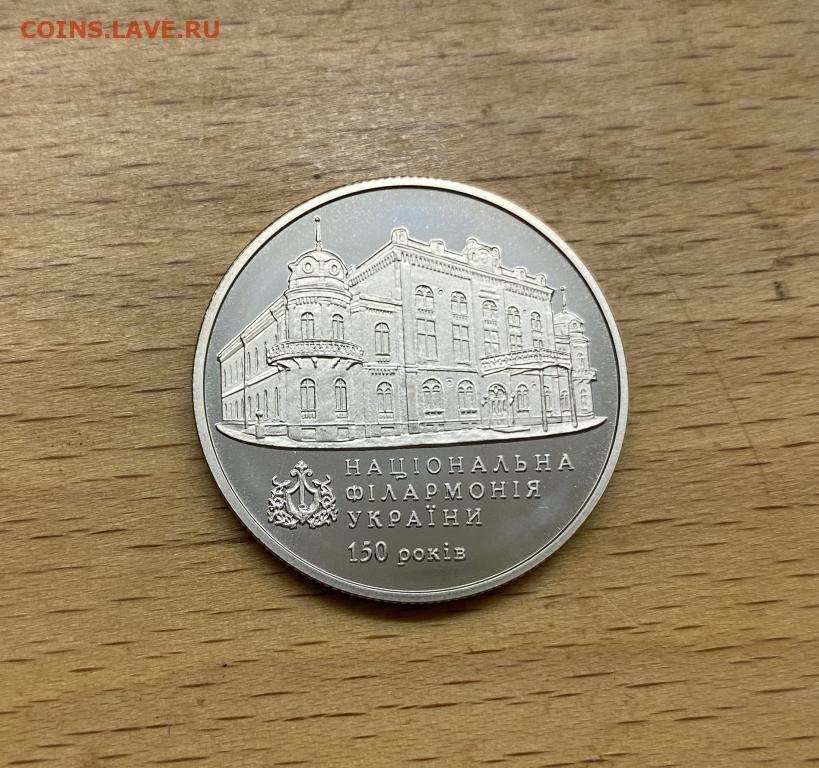 COINS.LAVE.RU
НАЦІОНАЛЬНА
ФІЛАРМОНІЯ
УКРАЇНИ
150 років